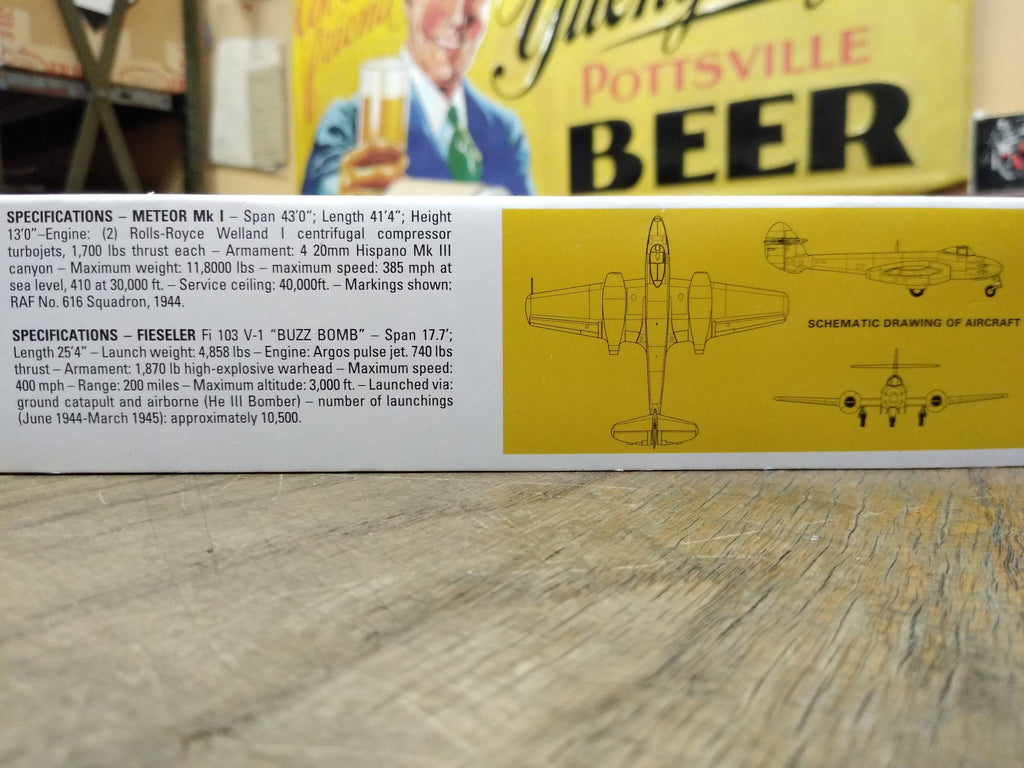 Yuengling
POTTSVILLE
BEER
SPECIFICATIONS – METEOR Mk I – Span 43'0"; Length 41'4"; Height
13'0"–Engine: (2) Rolls-Royce Welland I centrifugal compressor
turbojets, 1,700 lbs thrust each – Armament: 4 20mm Hispano Mk III
canyon – Maximum weight: 11,8000 lbs – maximum speed: 385 mph at
sea level, 410 at 30,000 ft. – Service ceiling: 40,000ft. – Markings shown:
RAF No. 616 Squadron, 1944.
SPECIFICATIONS – FIESELER Fi 103 V-1 “BUZZ BOMB” – Span 17.7';
Length 25'4" – Launch weight: 4,858 lbs – Engine: Argos pulse jet. 740 lbs
thrust – Armament: 1,870 lb high-explosive warhead – Maximum speed:
400 mph – Range: 200 miles – Maximum altitude: 3,000 ft. – Launched via:
ground catapult and airborne (He III Bomber) – number of launchings
(June 1944-March 1945): approximately 10,500.
SCHEMATIC DRAWING OF AIRCRAFT